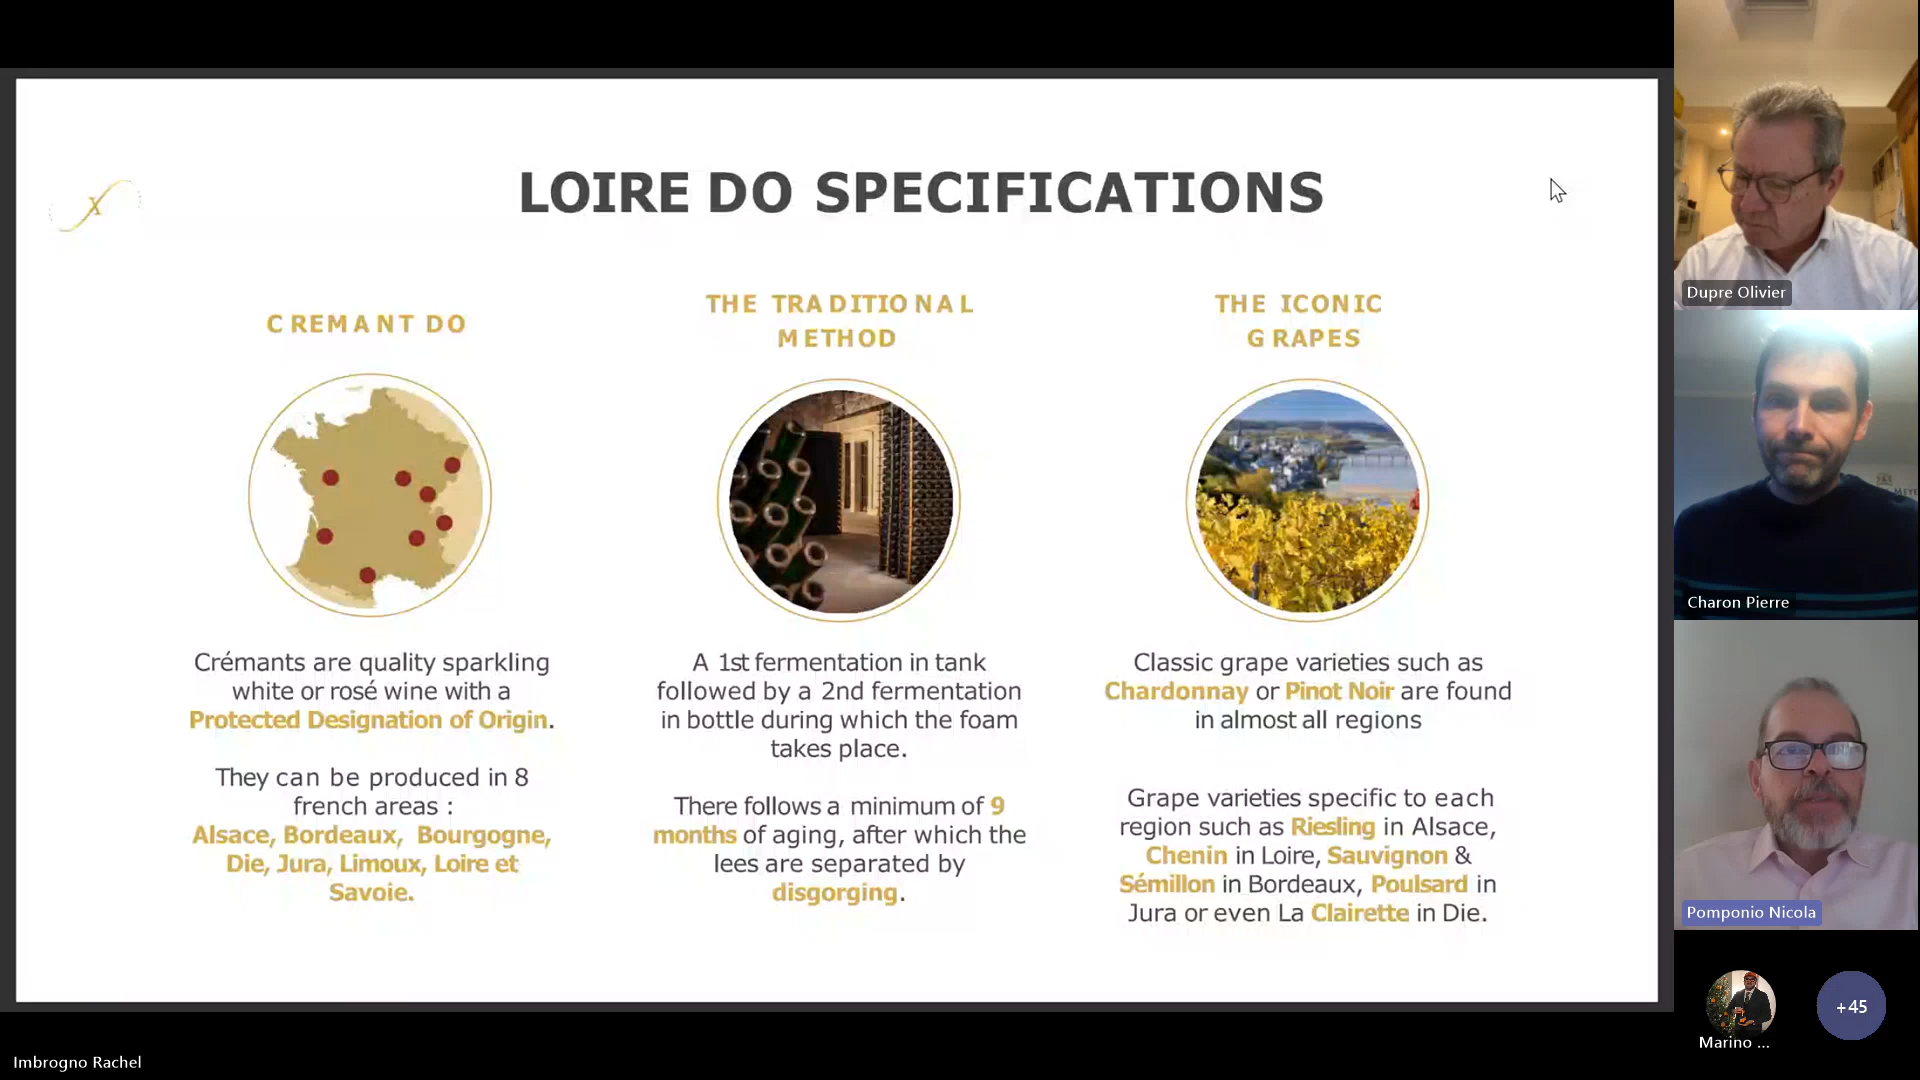 LOIRE DO SPECIFICATIONS
X
CREMANT DO
Crémants are quality sparkling
white or rosé wine with a
Protected Designation of Origin.
They can be produced in 8
french areas :
Alsace, Bordeaux, Bourgogne,
Die, Jura, Limoux, Loire et
Savoie.
THE TRADITIONAL
METHOD
A 1st fermentation in tank
followed by a 2nd fermentation
in bottle during which the foam
takes place.
There follows a minimum of 9
months of aging, after which the
lees are separated by
disgorging.
THE ICONIC
GRAPES
Classic grape varieties such as
Chardonnay or Pinot Noir are found
in almost all regions
Grape varieties specific to each
region such as Riesling in Alsace,
Chenin in Loire, Sauvignon &
Sémillon in Bordeaux, Poulsard in
Jura or even La Clairette in Die.
Dupre Olivier
Charon Pierre
Pomponio Nicola
+45
Marino ...
Imbrogno Rachel